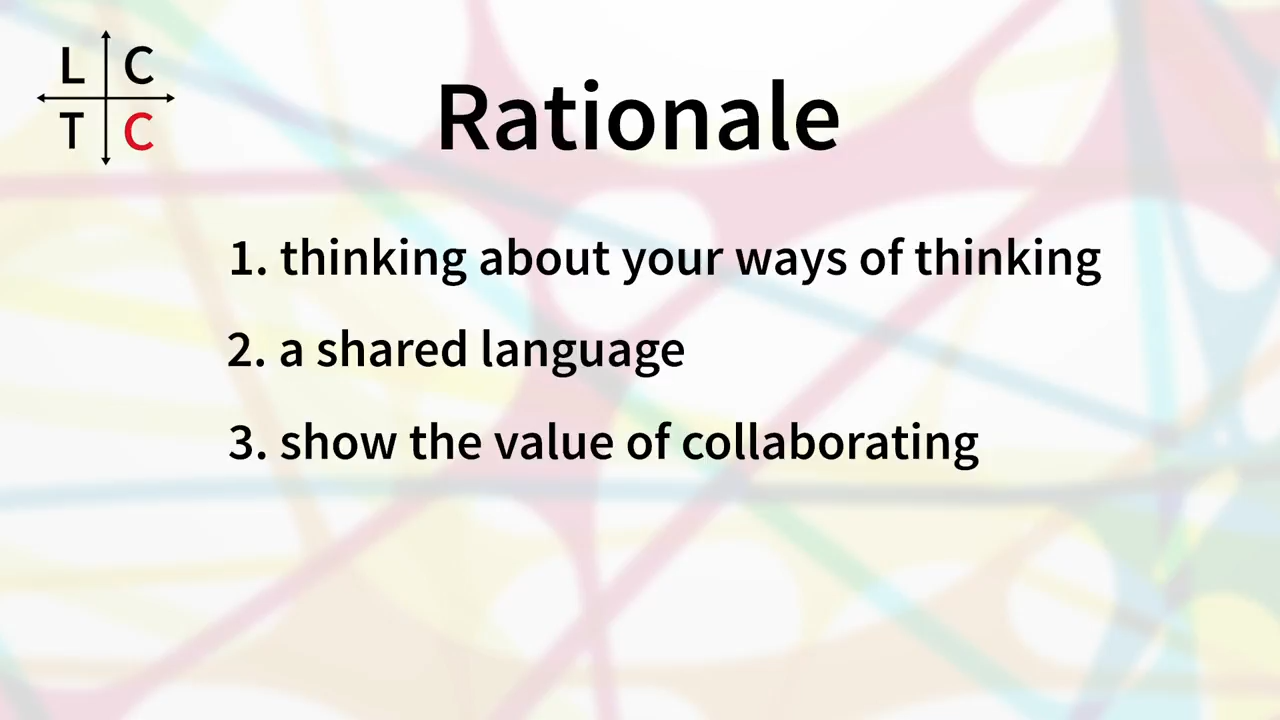 L C
T C
Rationale
1. thinking about your ways of thinking
2. a shared language
3. show the value of collaborating